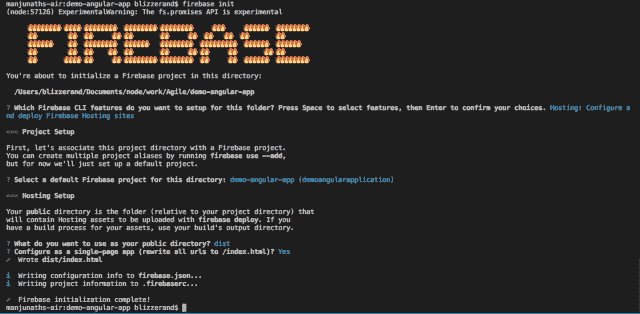 manjunaths-air:demo-angular-app blizzerand$ firebase init
(node:57126) ExperimentalWarning: The fs.promises API is experimental
FIREBASE
You're about to initialize a Firebase project in this directory:
/Users/blizzerand/Documents/node/work/Agile/demo-angular-app
? Which Firebase CLI features do you want to setup for this folder? Press Space to select features, then Enter to confirm your choices. Hosting: Configure a
nd deploy Firebase Hosting sites
=== Project Setup
First, let's associate this project directory with a Firebase project.
You can create multiple project aliases by running firebase use --add,
but for now we'll just set up a default project.
? Select a default Firebase project for this directory: demo-angular-app (demoangularapplication)
=== Hosting Setup
Your public directory is the folder (relative to your project directory) that
will contain Hosting assets to be uploaded with firebase deploy. If you
have a build process for your assets, use your build's output directory.
? What do you want to use as your public directory? dist
? Configure as a single-page app (rewrite all urls to /index.html)? Yes
✔ Wrote dist/index.html
i Writing configuration info to firebase.json...
i Writing project information to .firebaserc...
✔ Firebase initialization complete!
manjunaths-air:demo-angular-app blizzerand$